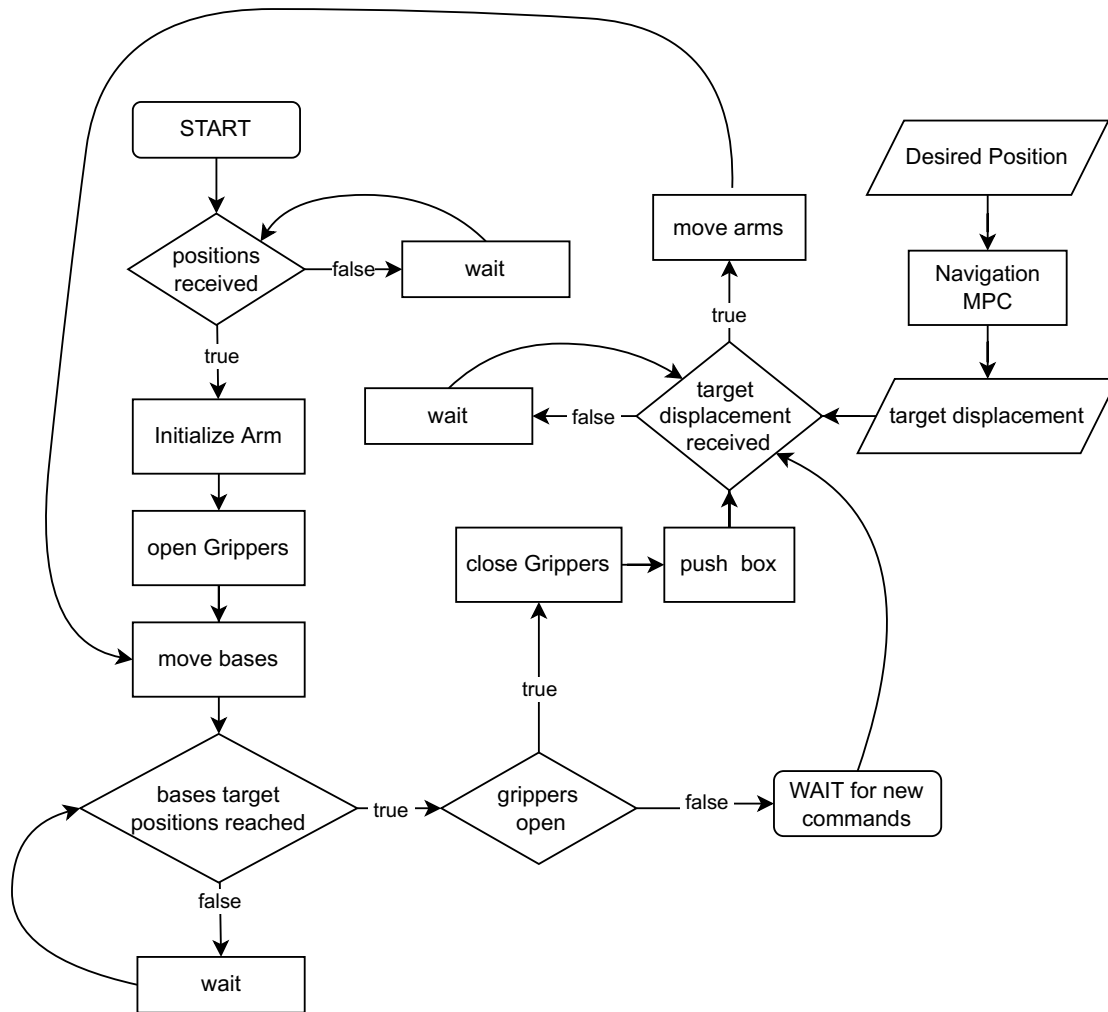 START
Desired Position
move arms
positions
received
false
wait
Navigation
MPC
true
true
target
displacement
received
wait
false
target displacement
Initialize Arm
open Grippers
close Grippers
push box
move bases
true
bases target
positions reached
true
grippers
open
false
WAIT for new
commands
false
wait